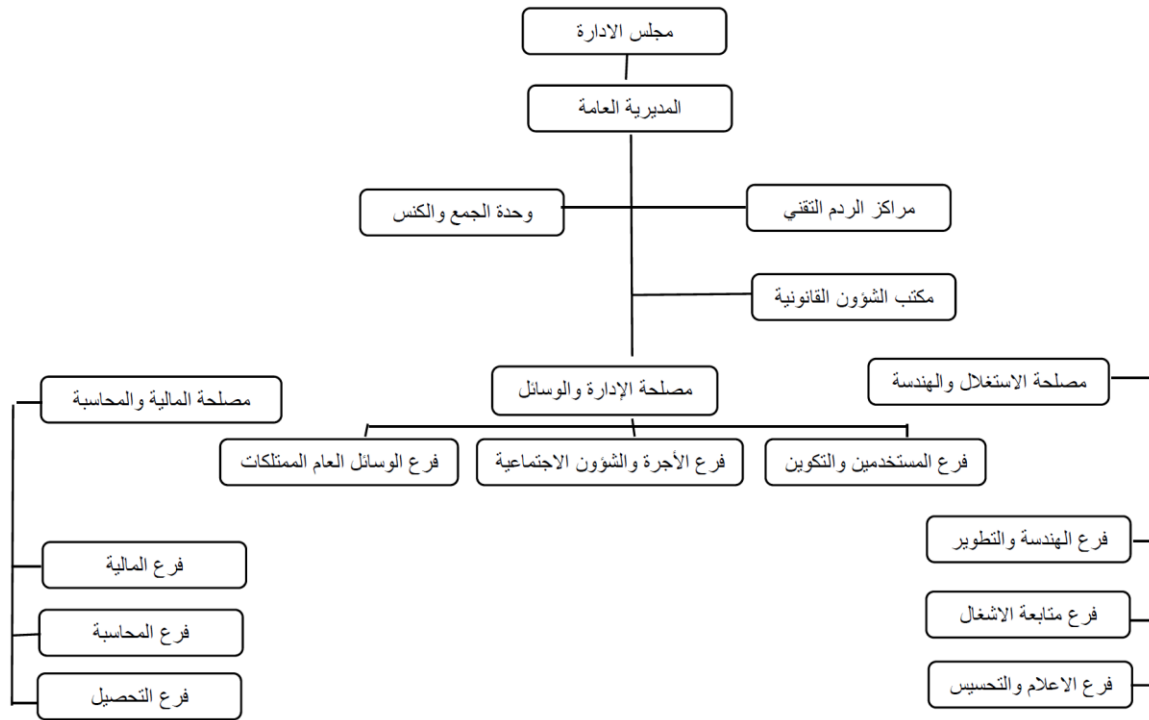 مجلس الادارة
المديرية العامة
مراكز الردم التقني
وحدة الجمع والكنس
مكتب الشؤون القانونية
مصلحة الاستغلال والهندسة
مصلحة الإدارة والوسائل
مصلحة المالية والمحاسبة
فرع المستخدمين والتكوين
فرع الأجرة والشؤون الاجتماعية
فرع الوسائل العام الممتلكات
فرع الهندسة والتطوير
فرع المالية
فرع متابعة الاشغال
فرع المحاسبة
فرع الاعلام والتحسيس
فرع التحصيل